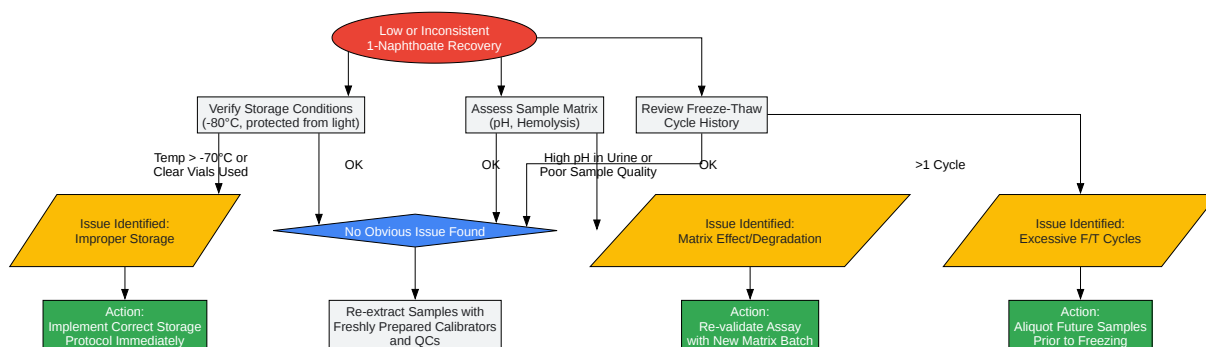 Low or Inconsistent
1-Naphthoate Recovery
Verify Storage Conditions
(-80°C, protected from light)
Assess Sample Matrix
(pH, Hemolysis)
Review Freeze-Thaw
Cycle History
Temp > -70°C or
Clear Vials Used
OK
OK
High pH in Urine or
Poor Sample Quality
OK
>1 Cycle
Issue Identified:
Improper Storage
No Obvious Issue Found
Issue Identified:
Matrix Effect/Degradation
Issue Identified:
Excessive F/T Cycles
Action:
Implement Correct Storage
Protocol Immediately
Re-extract Samples with
Freshly Prepared Calibrators
and QCs
Action:
Re-validate Assay
with New Matrix Batch
Action:
Aliquot Future Samples
Prior to Freezing